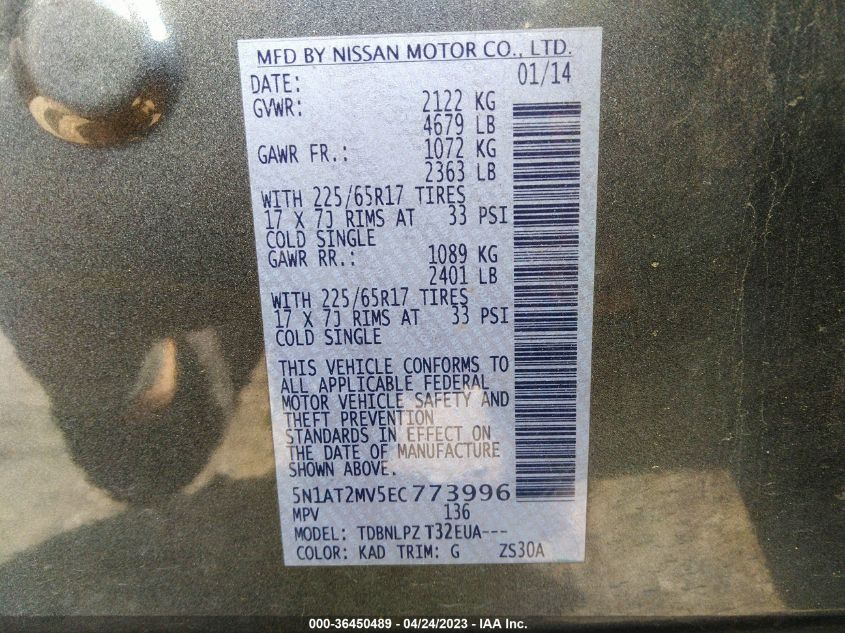 MFD BY NISSAN MOTOR CO., LTD.
DATE: 01/14
GVWR: 2122 KG
4679 LB
GAWR FR.: 1072 KG
2363 LB
WITH 225/65R17 TIRES
17 X 7J RIMS AT 33 PSI
COLD SINGLE
GAWR RR.: 1089 KG
2401 LB
WITH 225/65R17 TIRES
17 X 7J RIMS AT 33 PSI
COLD SINGLE
THIS VEHICLE CONFORMS TO
ALL APPLICABLE FEDERAL
MOTOR VEHICLE SAFETY AND
THEFT PREVENTION
STANDARDS IN EFFECT ON
THE DATE OF MANUFACTURE
SHOWN ABOVE.
5N1AT2MV5EC773996
MPV 136
MODEL: TDBNLPZ T32EUA---
COLOR: KAD TRIM: G ZS30A
000-36450489 - 04/24/2023 - IAA Inc.